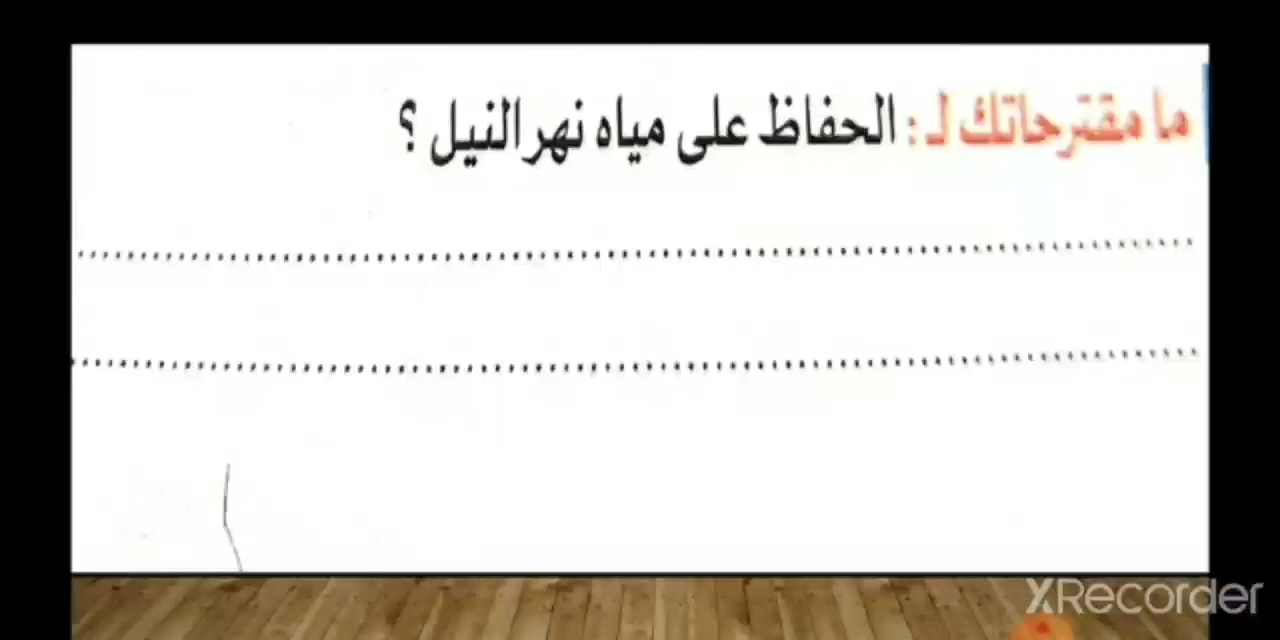 ما مقترحاتك لـ : الحفاظ على مياه نهر النيل ؟
XRecorder